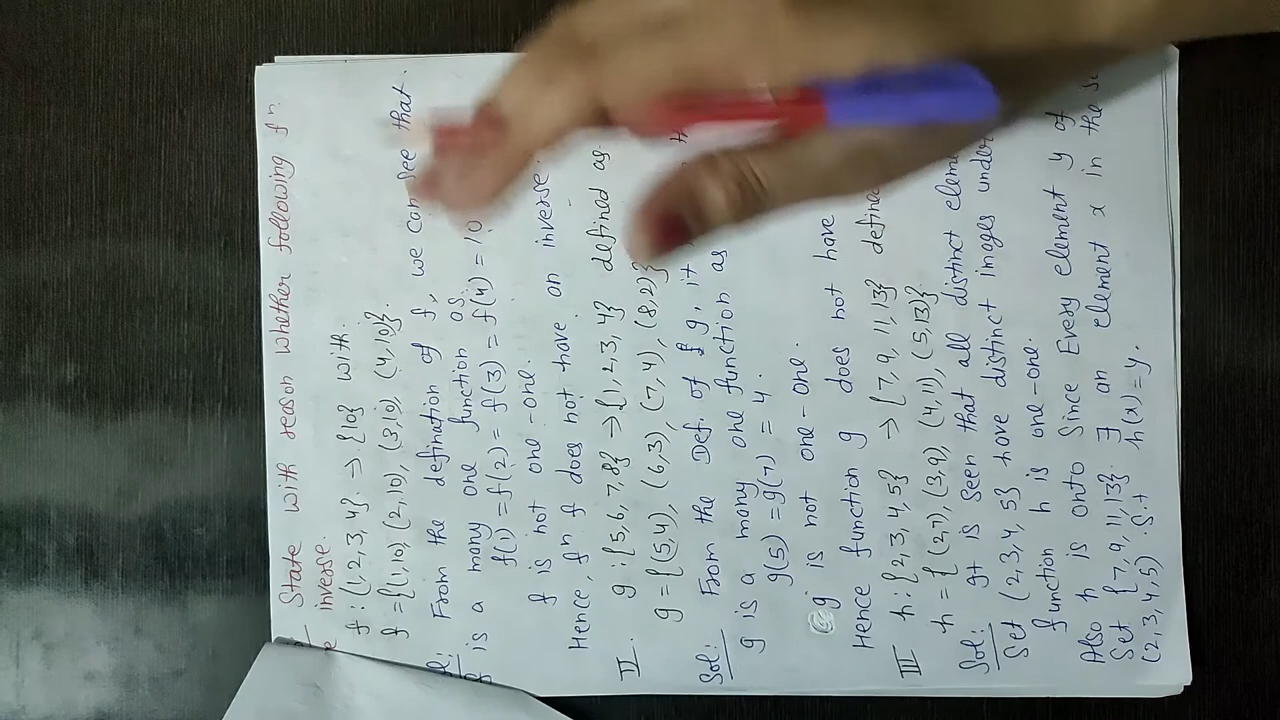 State with reason whether following fⁿ.
inverse.
f : (1,2,3,4} → {10} with.
f = {(1,10) (2,10), (3,10), (4,10)}.
From the defination of f, we can see that.
is a many one function as,
f(1) = f(2) = f(3) = f(4) = 10
f is not one-one.
Hence, fⁿ f does not have an inverse.
II. g : {5,6,7,8} → {1,2,3,4} defined as
g = {(5,4), (6,3), (7,4), (8,2)}
Sol: From the Def. of f g, it
g is a many one function as
g(5) = g(7) = 4.
g is not one-one.
Hence function g does not have
III h : {2,3,4,5} → {7,9,11,13} defined
h = { (2,7), (3,9), (4,11), (5,13)}
Sol: It is seen that all distinct
Set (2,3,4,5} have distinct images under
function h is one-one.
Also h is onto Since Every element y of
Set {7,9,11,13}. ∃ an element x in the
(2,3,4,5) S.t h(x) = y.